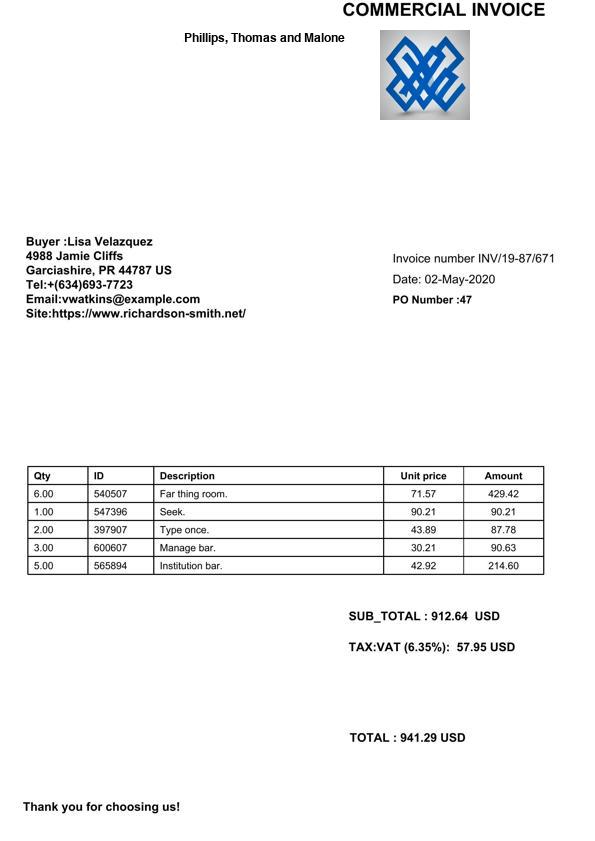 COMMERCIAL INVOICE
Phillips, Thomas and Malone
Buyer :Lisa Velazquez
4988 Jamie Cliffs
Garciashire, PR 44787 US
Tel:+(634)693-7723
Email:vwatkins@example.com
Site:https://www.richardson-smith.net/
Invoice number INV/19-87/671
Date: 02-May-2020
PO Number :47
Qty ID Description Unit price Amount
6.00 540507 Far thing room. 71.57 429.42
1.00 547396 Seek. 90.21 90.21
2.00 397907 Type once. 43.89 87.78
3.00 600607 Manage bar. 30.21 90.63
5.00 565894 Institution bar. 42.92 214.60
SUB_TOTAL : 912.64 USD
TAX:VAT (6.35%): 57.95 USD
TOTAL : 941.29 USD
Thank you for choosing us!